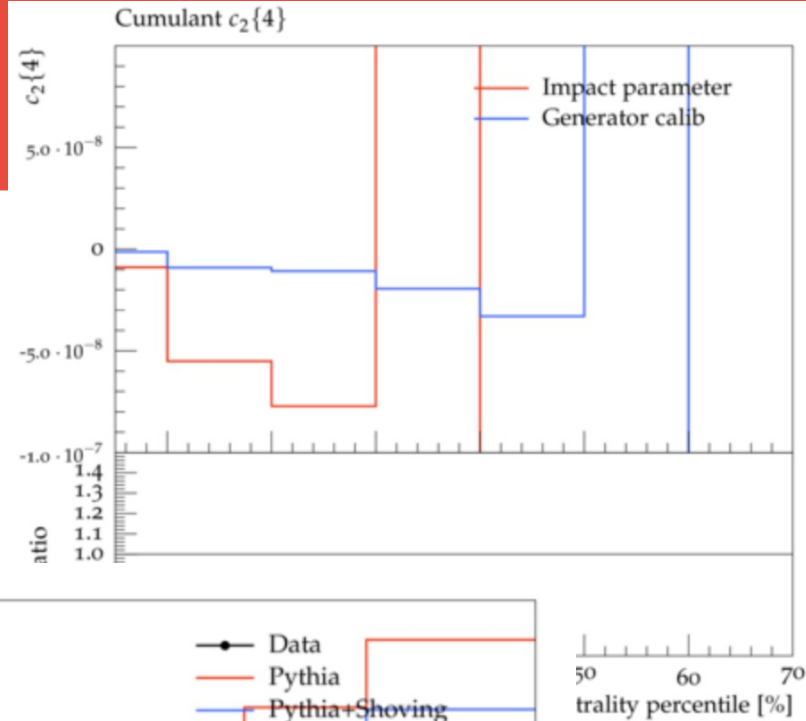 Cumulant c₂{4}
c₂{4}
Impact parameter
Generator calib
5.0 · 10⁻⁸
0
-5.0 · 10⁻⁸
-1.0 · 10⁻⁷
1.4
1.3
1.2
1.1
1.0
atio
Data
Pythia
Pythia+Shoving
50 60 70
trality percentile [%]